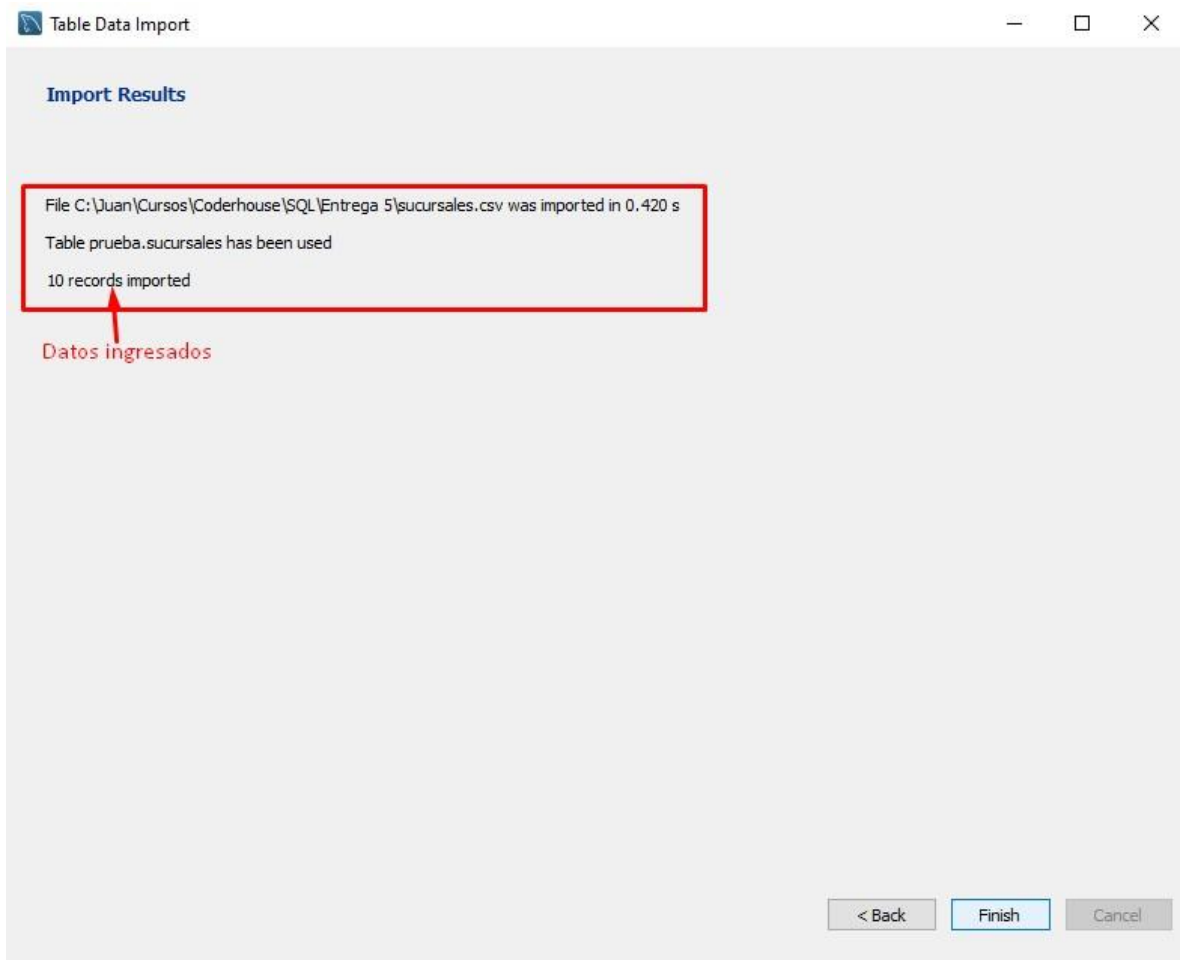 Table Data Import
Import Results
File C:\Juan\Cursos\Coderhouse\SQL\Entrega 5\sucursales.csv was imported in 0.420 s
Table prueba.sucursales has been used
10 records imported
Datos ingresados
< Back Finish Cancel